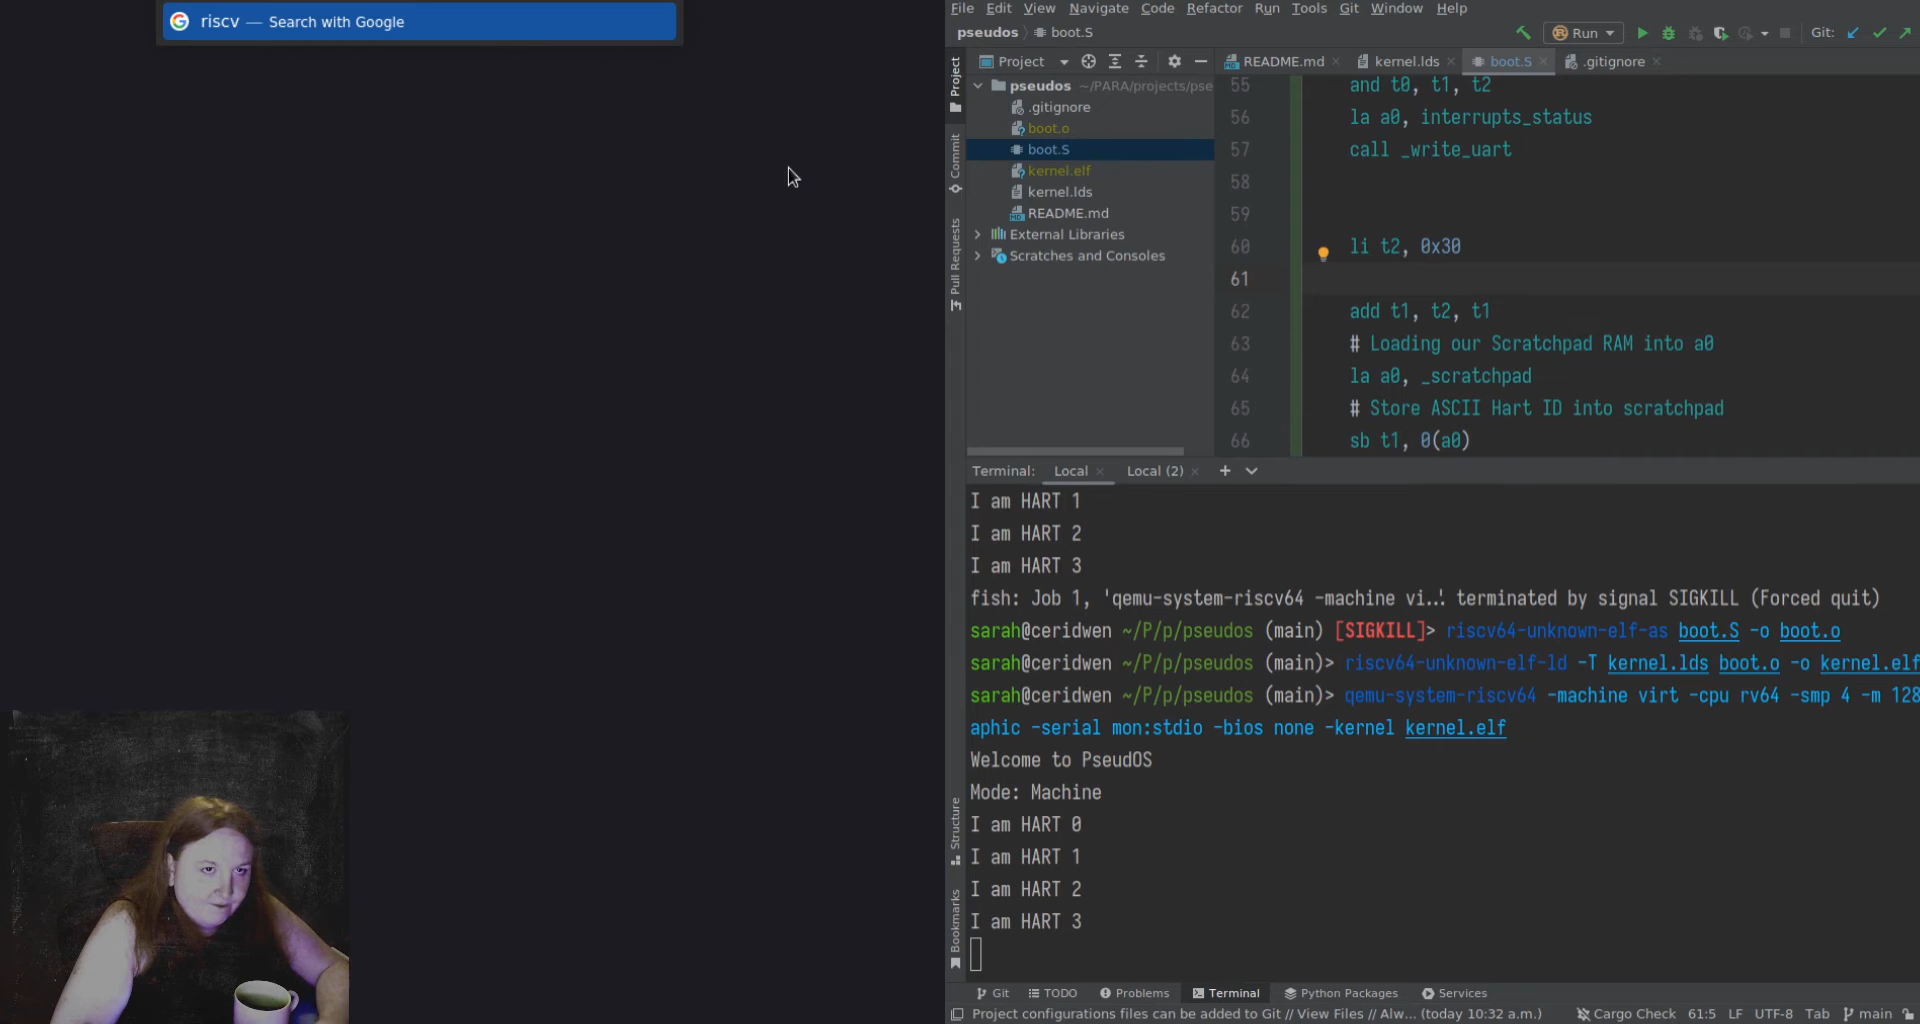 riscv — Search with Google
File Edit View Navigate Code Refactor Run Tools Git Window Help
pseudos boot.S Run Git:
Project README.md kernel.lds boot.S .gitignore
Project
Commit
Pull Requests
Structure
Bookmarks
pseudos ~/PARA/projects/pse
.gitignore
boot.o
boot.S
kernel.elf
kernel.lds
README.md
External Libraries
Scratches and Consoles
55 and t0, t1, t2
56 la a0, interrupts_status
57 call _write_uart
58
59
60 li t2, 0x30
61
62 add t1, t2, t1
63 # Loading our Scratchpad RAM into a0
64 la a0, _scratchpad
65 # Store ASCII Hart ID into scratchpad
66 sb t1, 0(a0)
Terminal: Local Local (2)
I am HART 1
I am HART 2
I am HART 3
fish: Job 1, 'qemu-system-riscv64 -machine vi…' terminated by signal SIGKILL (Forced quit)
sarah@ceridwen ~/P/p/pseudos (main) [SIGKILL]> riscv64-unknown-elf-as boot.S -o boot.o
sarah@ceridwen ~/P/p/pseudos (main)> riscv64-unknown-elf-ld -T kernel.lds boot.o -o kernel.elf
sarah@ceridwen ~/P/p/pseudos (main)> qemu-system-riscv64 -machine virt -cpu rv64 -smp 4 -m 128
aphic -serial mon:stdio -bios none -kernel kernel.elf
Welcome to PseudOS
Mode: Machine
I am HART 0
I am HART 1
I am HART 2
I am HART 3
Git TODO Problems Terminal Python Packages Services
Project configurations files can be added to Git // View Files // Alw... (today 10:32 a.m.) Cargo Check 61:5 LF UTF-8 Tab main